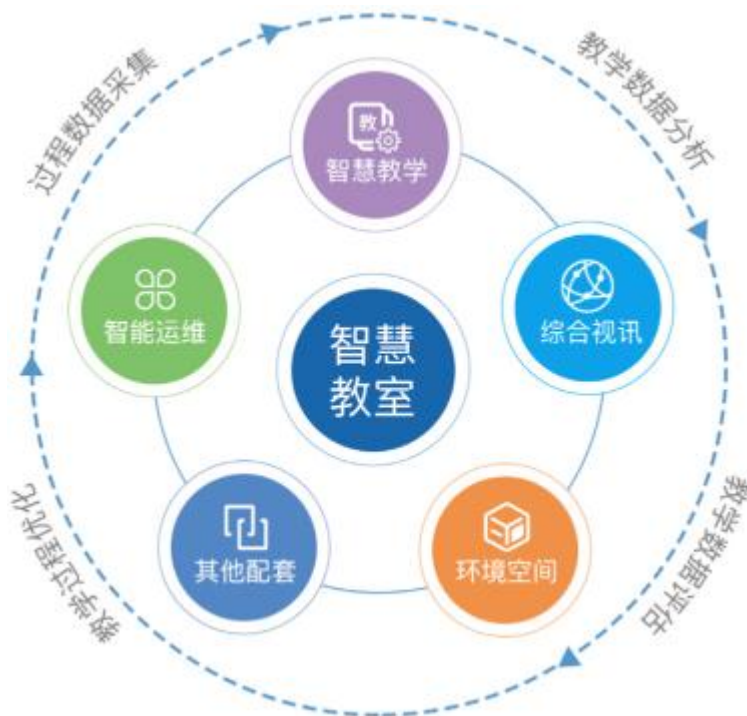 过程数据采集
教学数据分析
教
智慧教学
智能运维
综合视讯
智慧
教室
其他配套
环境空间
教学过程优化
教学数据评估